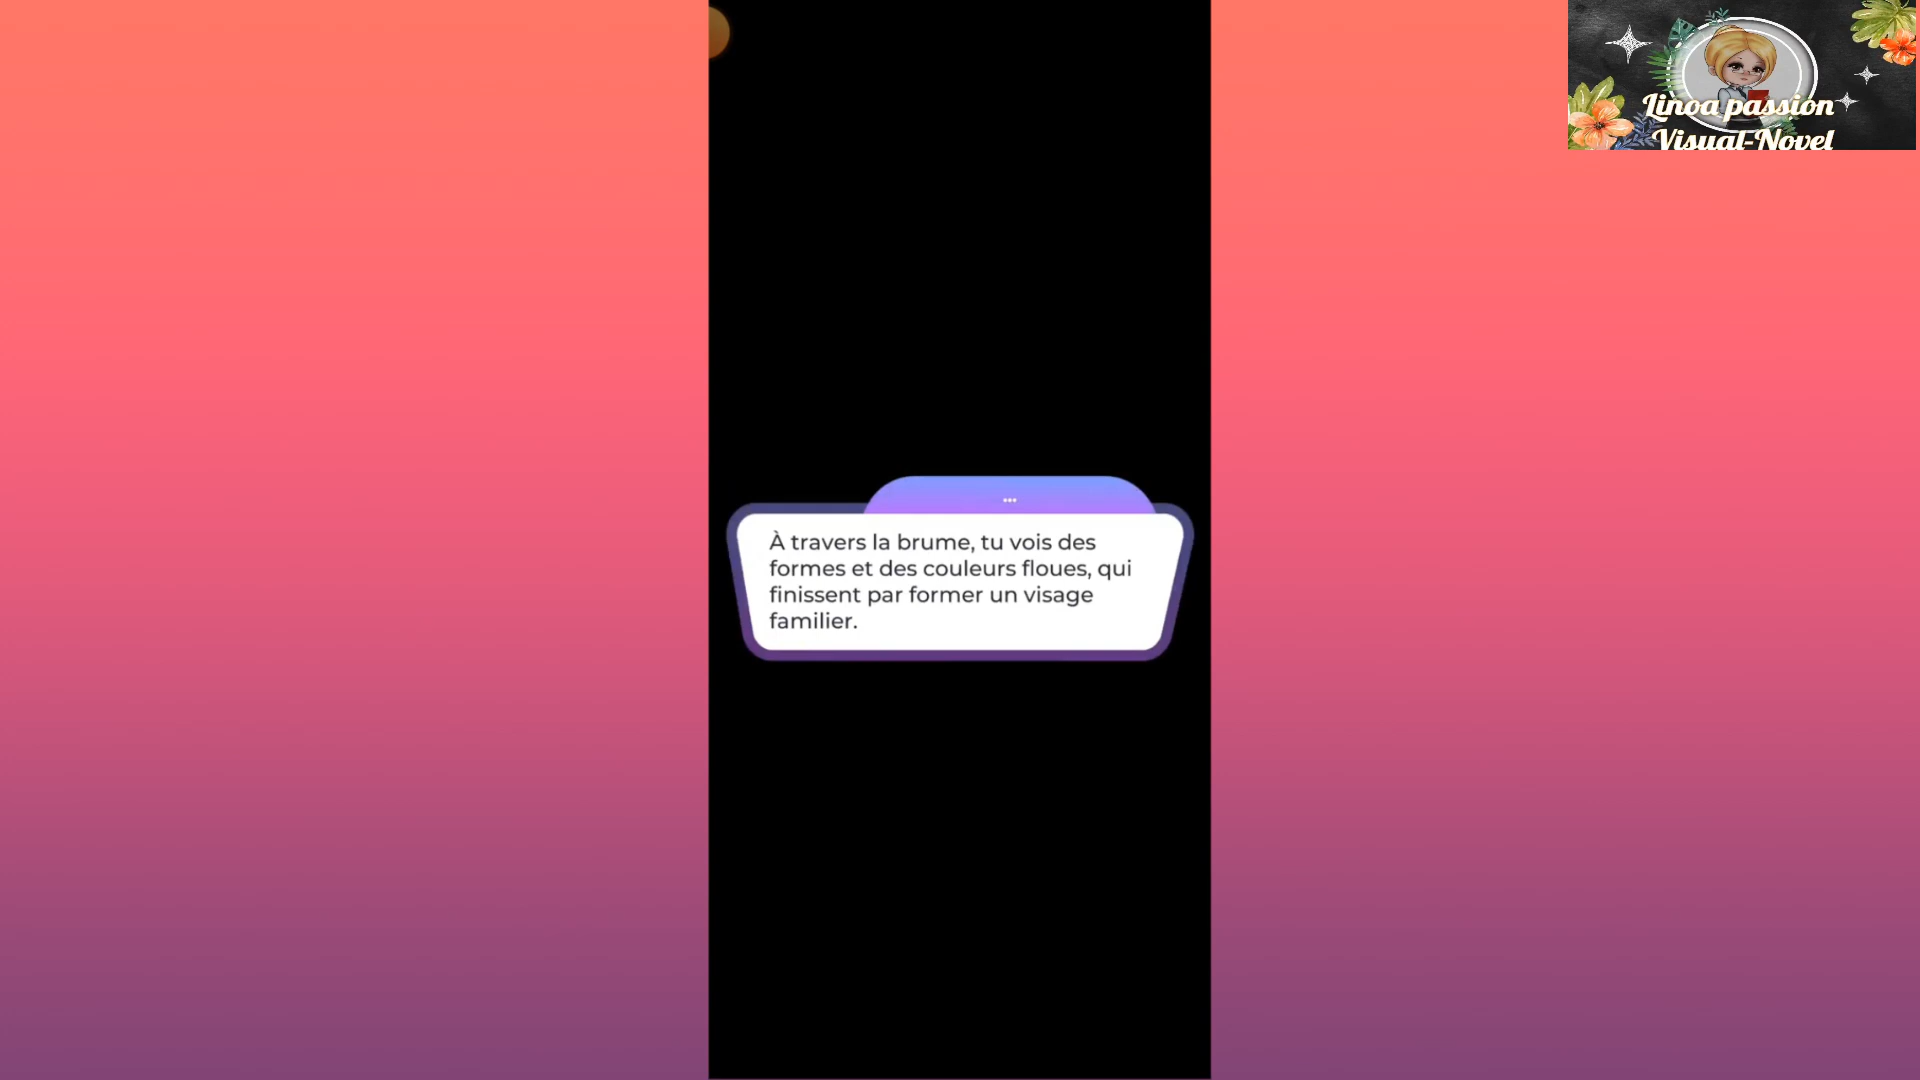 Linoa passion
Visual-Novel
...
À travers la brume, tu vois des
formes et des couleurs floues, qui
finissent par former un visage
familier.